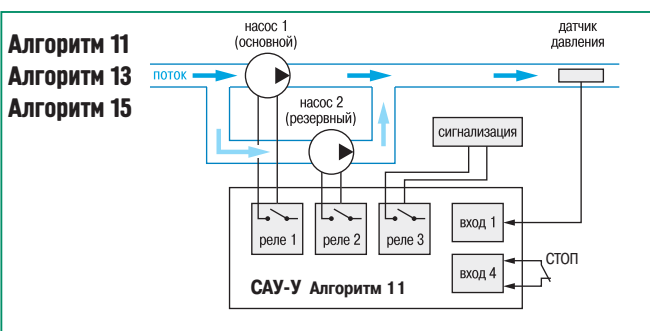 Алгоритм 11
Алгоритм 13
Алгоритм 15
насос 1
(основной)
датчик
давления
поток
насос 2
(резервный)
сигнализация
реле 1
реле 2
реле 3
вход 1
вход 4
СТОП
САУ-У Алгоритм 11